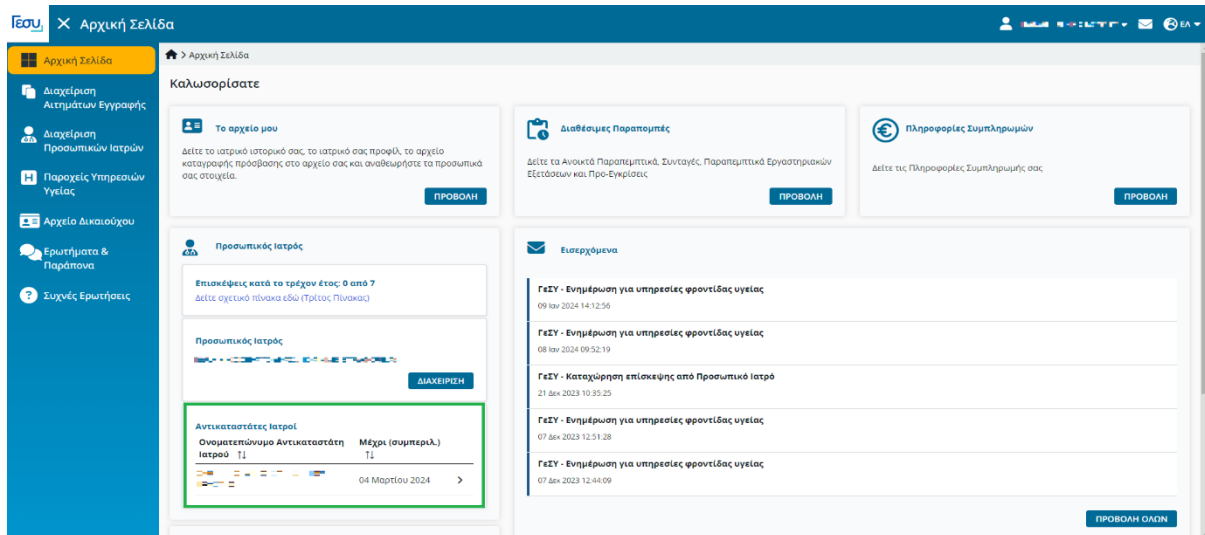 ΓεσΥ
Αρχική Σελίδα
ΕΛ
Αρχική Σελίδα
Διαχείριση
Αιτημάτων Εγγραφής
Διαχείριση
Προσωπικών Ιατρών
Παροχείς Υπηρεσιών
Υγείας
Αρχείο Δικαιούχου
Ερωτήματα &
Παράπονα
Συχνές Ερωτήσεις
> Αρχική Σελίδα
Καλωσορίσατε
Το αρχείο μου
Δείτε το ιατρικό ιστορικό σας, το ιατρικό σας προφίλ, το αρχείο
καταγραφής πρόσβασης στο αρχείο σας και αναθεωρήστε τα προσωπικά
σας στοιχεία.
ΠΡΟΒΟΛΗ
Διαθέσιμες Παραπομπές
Δείτε τα Ανοικτά Παραπεμπτικά, Συνταγές, Παραπεμπτικά Εργαστηριακών
Εξετάσεων και Προ-Εγκρίσεις
ΠΡΟΒΟΛΗ
Πληροφορίες Συμπληρωμών
Δείτε τις Πληροφορίες Συμπληρωμής σας
ΠΡΟΒΟΛΗ
Προσωπικός Ιατρός
Επισκέψεις κατά το τρέχον έτος: 0 από 7
Δείτε σχετικό πίνακα εδώ (Τρίτος Πίνακας)
Προσωπικός Ιατρός
ΔΙΑΧΕΙΡΙΣΗ
Αντικαταστάτες Ιατροί
Ονοματεπώνυμο Αντικαταστάτη
Ιατρού ↑↓
Μέχρι (συμπεριλ.)
↑↓
04 Μαρτίου 2024 >
Εισερχόμενα
ΓεΣΥ - Ενημέρωση για υπηρεσίες φροντίδας υγείας
09 Ιαν 2024 14:12:56
ΓεΣΥ - Ενημέρωση για υπηρεσίες φροντίδας υγείας
08 Ιαν 2024 09:52:19
ΓεΣΥ - Καταχώρηση επίσκεψης από Προσωπικό Ιατρό
21 Δεκ 2023 10:35:25
ΓεΣΥ - Ενημέρωση για υπηρεσίες φροντίδας υγείας
07 Δεκ 2023 12:51:28
ΓεΣΥ - Ενημέρωση για υπηρεσίες φροντίδας υγείας
07 Δεκ 2023 12:44:09
ΠΡΟΒΟΛΗ ΟΛΩΝ